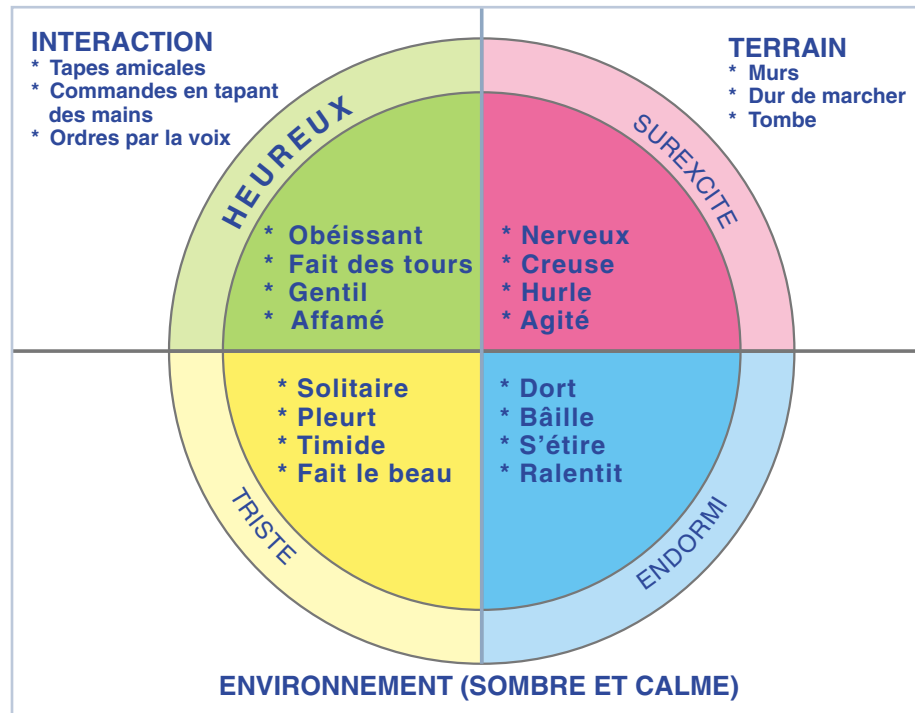 INTERACTION
* Tapes amicales
* Commandes en tapant
des mains
* Ordres par la voix
TERRAIN
* Murs
* Dur de marcher
* Tombe
HEUREUX
* Obéissant
* Fait des tours
* Gentil
* Affamé
SUREXCITE
* Nerveux
* Creuse
* Hurle
* Agité
TRISTE
* Solitaire
* Pleurt
* Timide
* Fait le beau
ENDORMI
* Dort
* Bâille
* S’étire
* Ralentit
ENVIRONNEMENT (SOMBRE ET CALME)